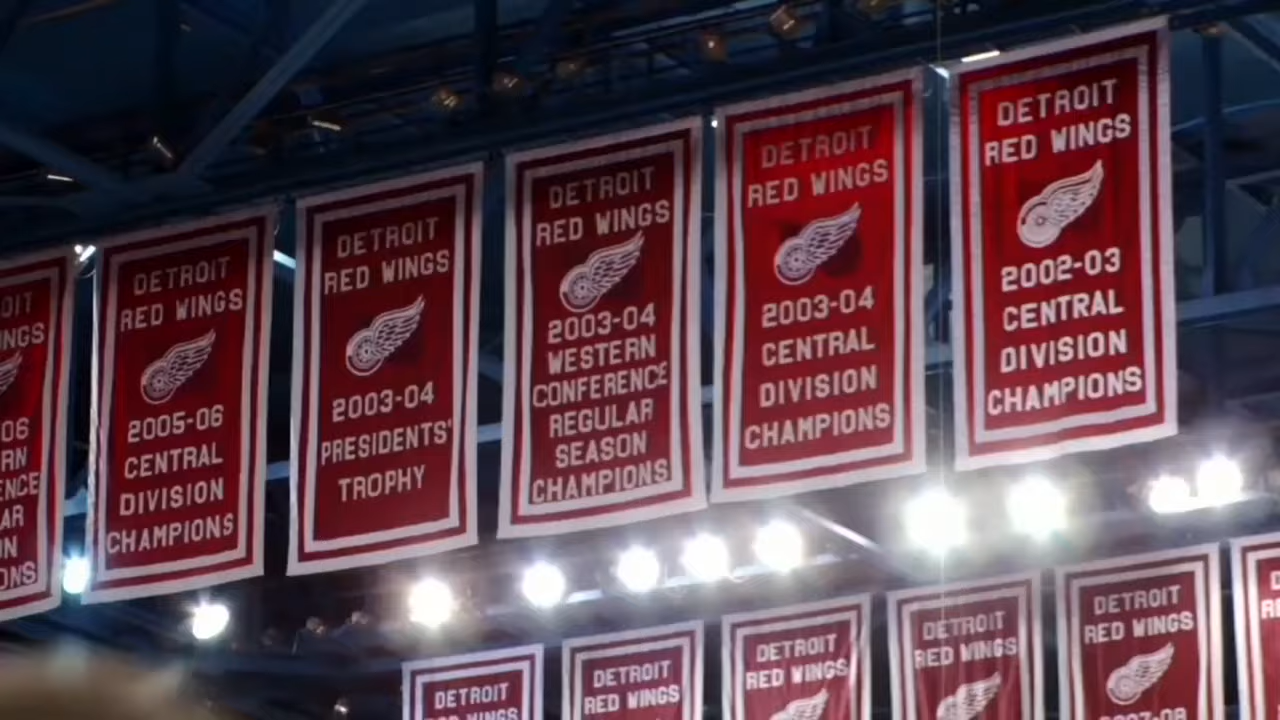 DETROIT
RED WINGS
2005-06
CENTRAL
DIVISION
CHAMPIONS
DETROIT
RED WINGS
2003-04
PRESIDENTS'
TROPHY
DETROIT
RED WINGS
2003-04
WESTERN
CONFERENCE
REGULAR
SEASON
CHAMPIONS
DETROIT
RED WINGS
2003-04
CENTRAL
DIVISION
CHAMPIONS
DETROIT
RED WINGS
2002-03
CENTRAL
DIVISION
CHAMPIONS
DETROIT
RED WINGS
DETROIT
RED WINGS
DETROIT
RED WINGS
DETROIT
RED WINGS
DETROIT
RED WINGS